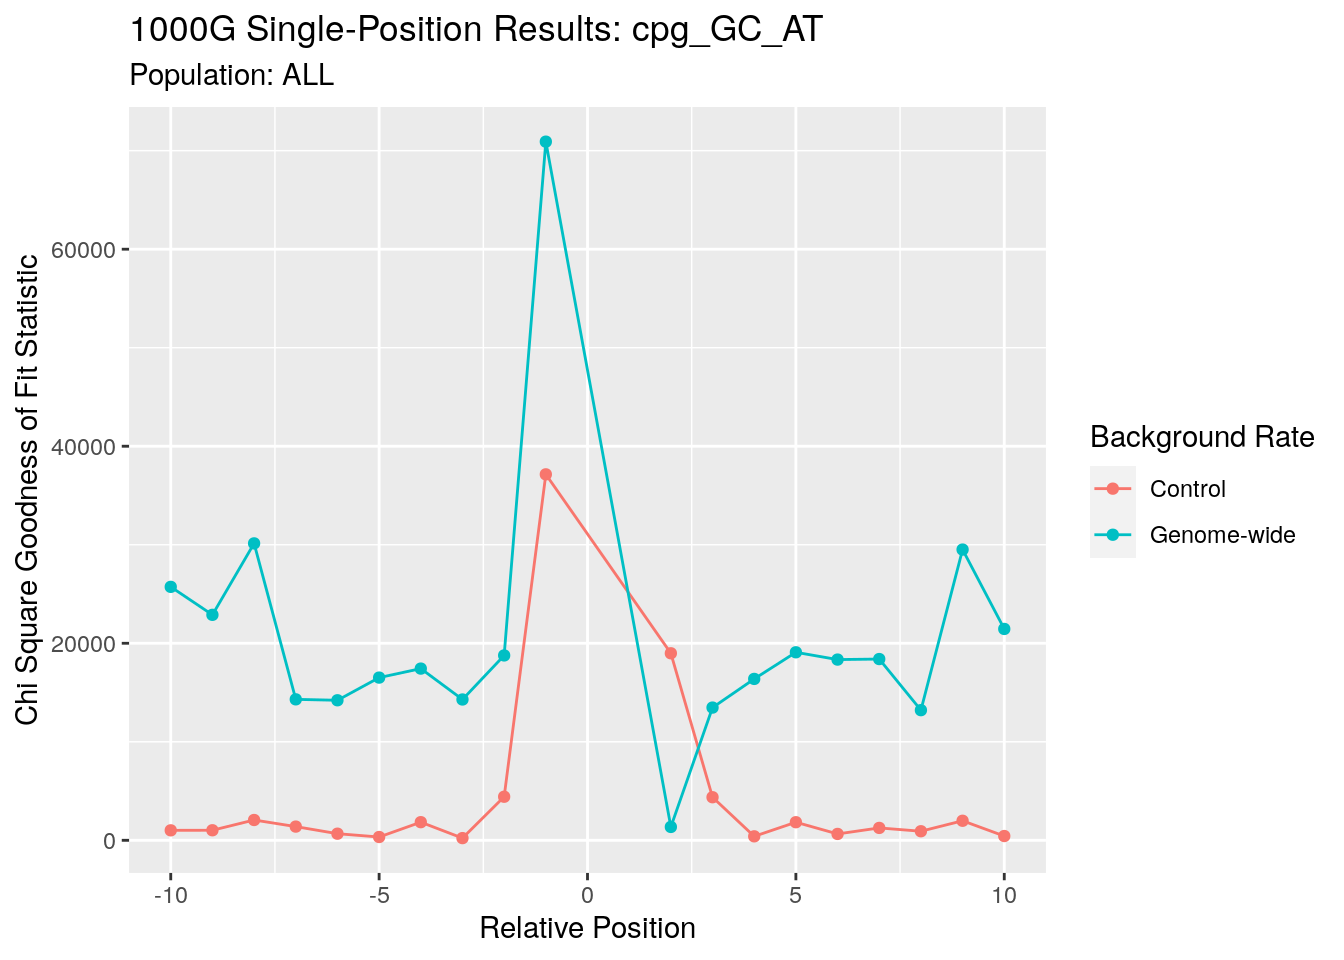 1000G Single-Position Results: cpg_GC_AT
Population: ALL
Chi Square Goodness of Fit Statistic
60000
40000
20000
0
-10
-5
0
5
10
Relative Position
Background Rate
Control
Genome-wide